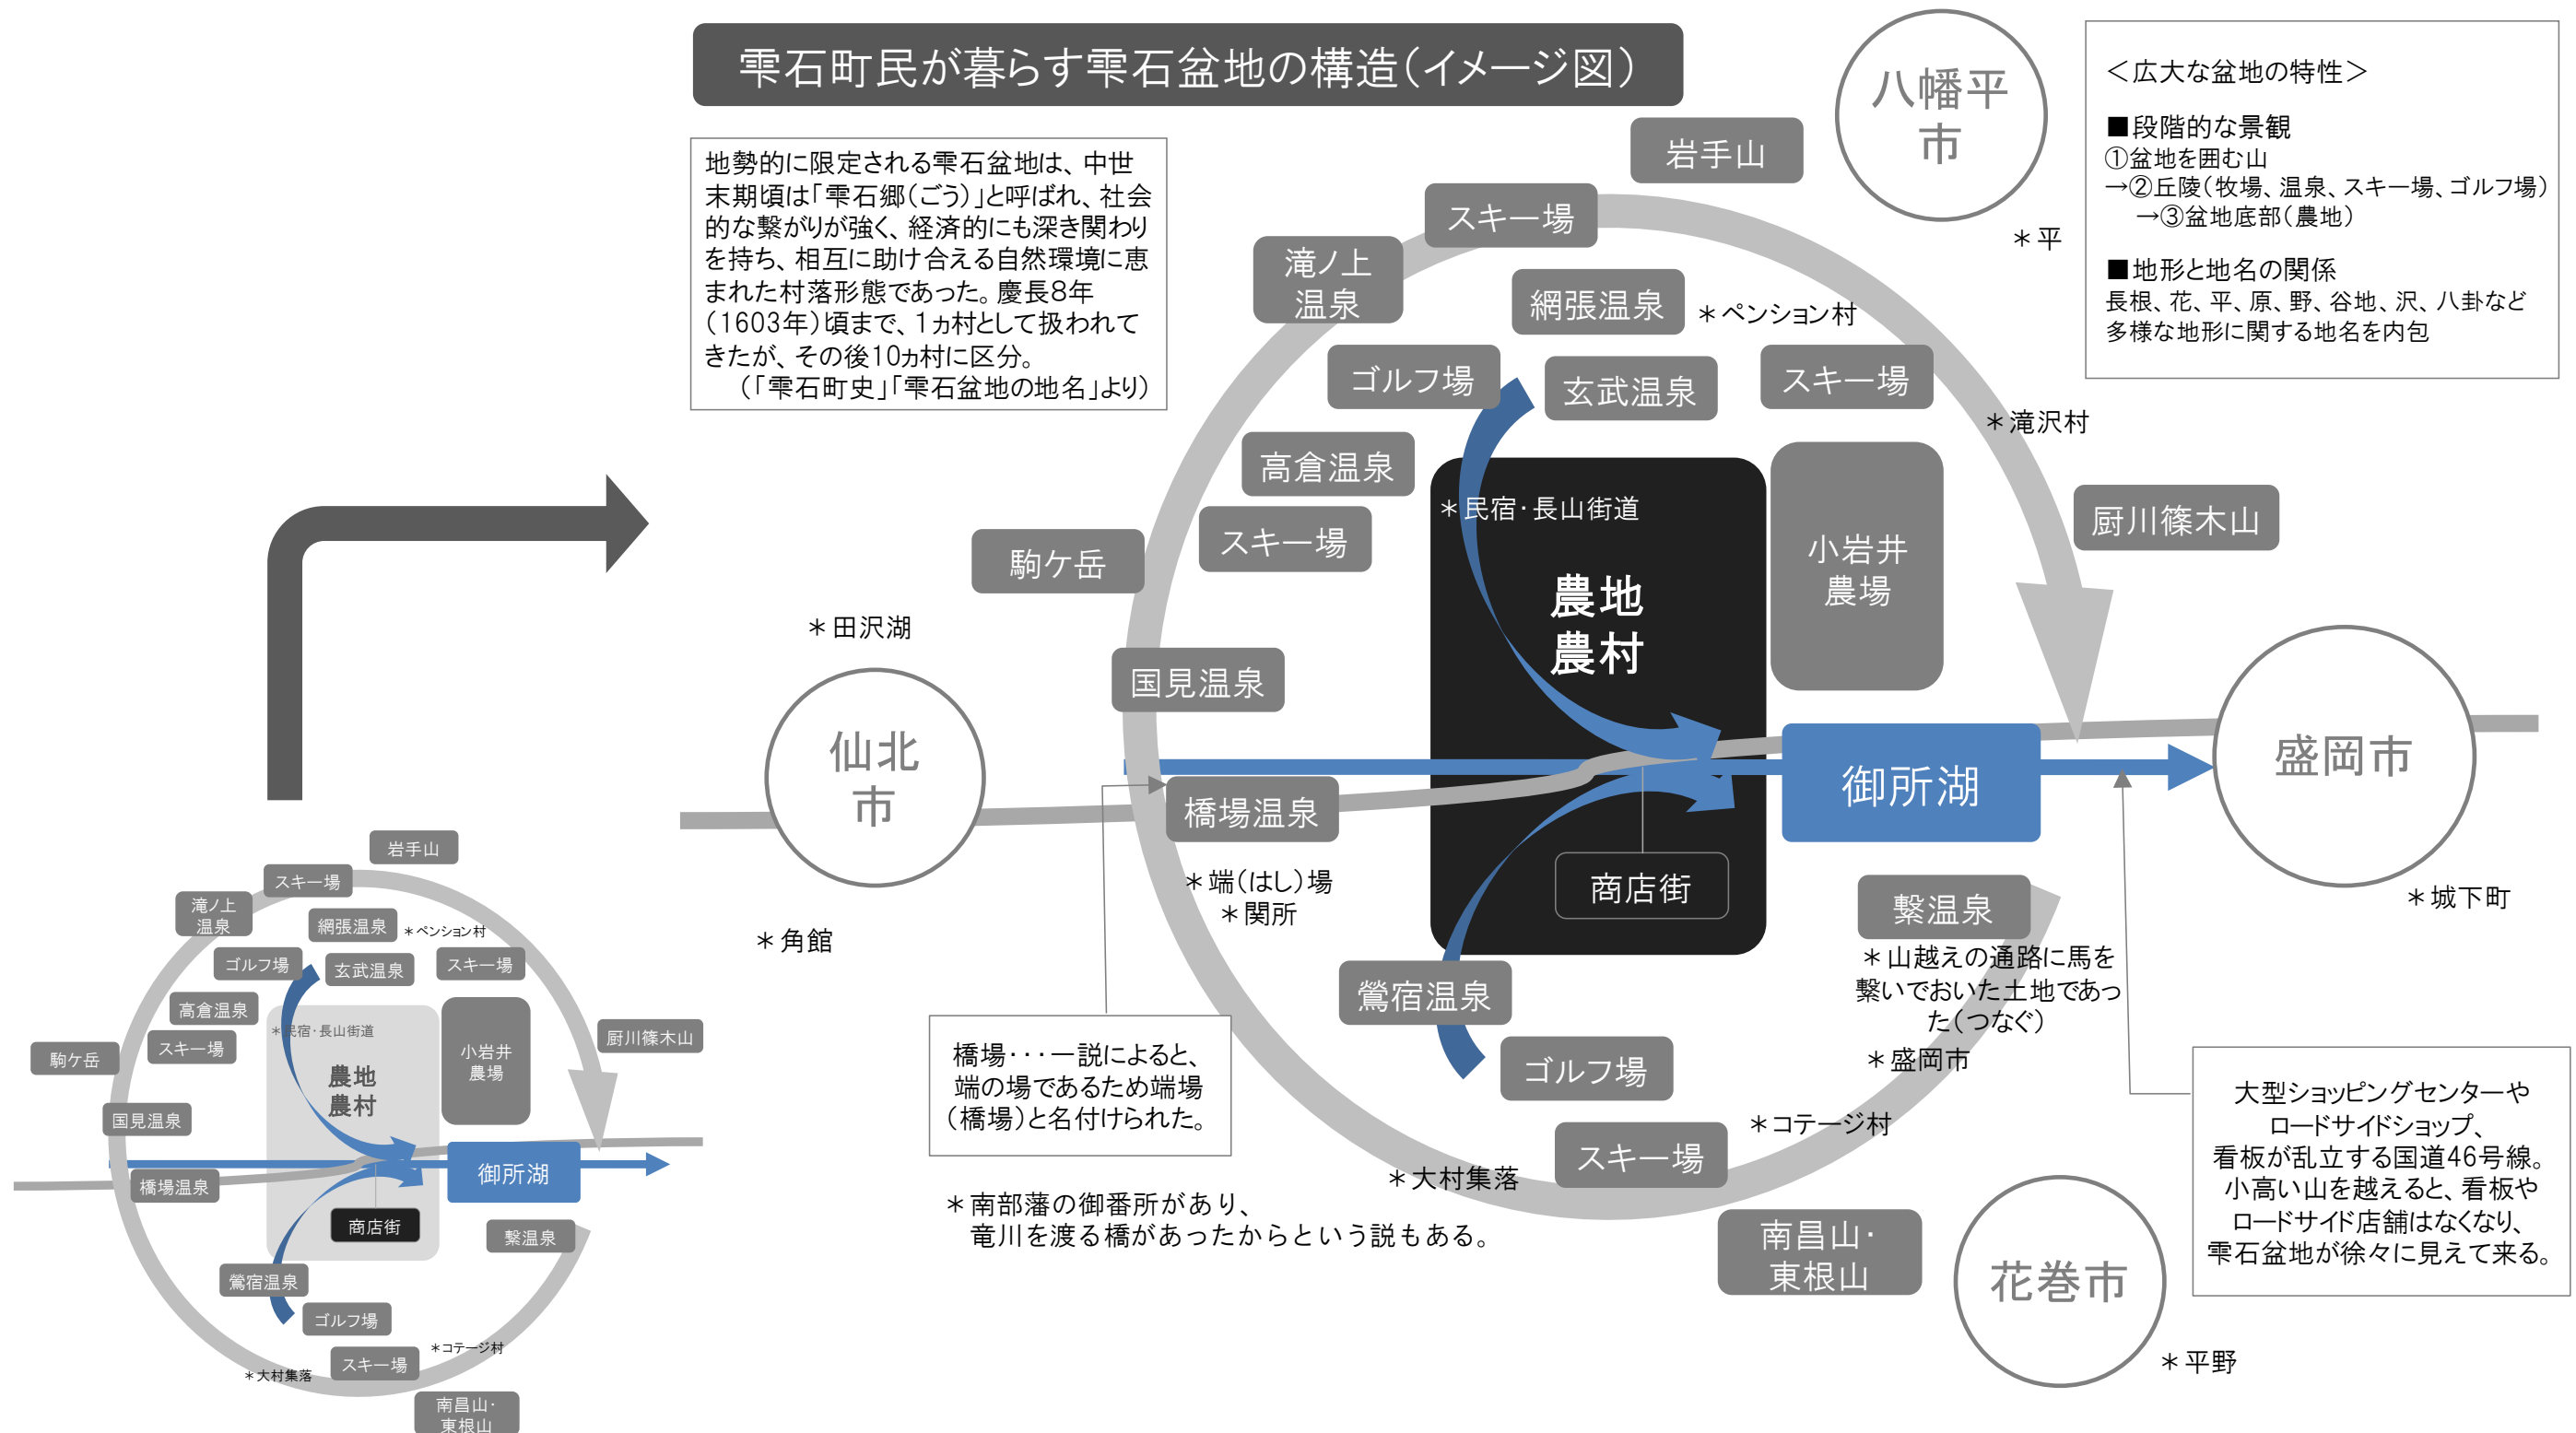 雫石町民が暮らす雫石盆地の構造（イメージ図）
八幡平
市
＊平
＜広大な盆地の特性＞
■段階的な景観
①盆地を囲む山
→②丘陵（牧場、温泉、スキー場、ゴルフ場）
→③盆地底部（農地）
■地形と地名の関係
長根、花、平、原、野、谷地、沢、八卦など
多様な地形に関する地名を内包
地勢的に限定される雫石盆地は、中世
末期頃は「雫石郷（ごう）」と呼ばれ、社会
的な繋がりが強く、経済的にも深き関わり
を持ち、相互に助け合える自然環境に恵
まれた村落形態であった。慶長８年
（1603年）頃まで、１ヵ村として扱われて
きたが、その後10ヵ村に区分。
（「雫石町史」「雫石盆地の地名」より）
岩手山
スキー場
滝ノ上
温泉
網張温泉
＊ペンション村
ゴルフ場
玄武温泉
スキー場
＊滝沢村
高倉温泉
＊民宿・長山街道
スキー場
駒ケ岳
小岩井
農場
厨川篠木山
農地
農村
＊田沢湖
国見温泉
仙北
市
盛岡市
御所湖
橋場温泉
＊端（はし）場
＊関所
商店街
＊城下町
＊角館
繋温泉
＊山越えの通路に馬を
繋いでおいた土地であっ
た（つなぐ）
＊盛岡市
鶯宿温泉
ゴルフ場
橋場・・・一説によると、
端の場であるため端場
（橋場）と名付けられた。
＊コテージ村
スキー場
＊大村集落
＊南部藩の御番所があり、
竜川を渡る橋があったからという説もある。
南昌山・
東根山
花巻市
＊平野
大型ショッピングセンターや
ロードサイドショップ、
看板が乱立する国道46号線。
小高い山を越えると、看板や
ロードサイド店舗はなくなり、
雫石盆地が徐々に見えて来る。
岩手山
スキー場
滝ノ上
温泉
網張温泉
＊ペンション村
ゴルフ場
玄武温泉
スキー場
高倉温泉
＊民宿・長山街道
スキー場
駒ケ岳
小岩井
農場
厨川篠木山
農地
農村
国見温泉
御所湖
橋場温泉
商店街
繋温泉
鶯宿温泉
ゴルフ場
＊コテージ村
スキー場
＊大村集落
南昌山・
東根山